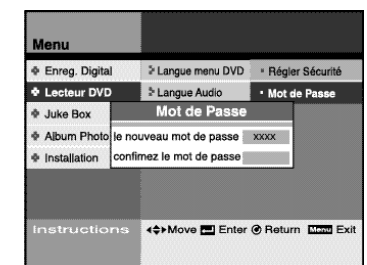 Menu
Enreg. Digital
Langue menu DVD
Régler Sécurité
Lecteur DVD
Langue Audio
Mot de Passe
Juke Box
Mot de Passe
Album Photo
le nouveau mot de passe xxxx
Installation
confimez le mot de passe
Instructions
Move Enter Return Menu Exit